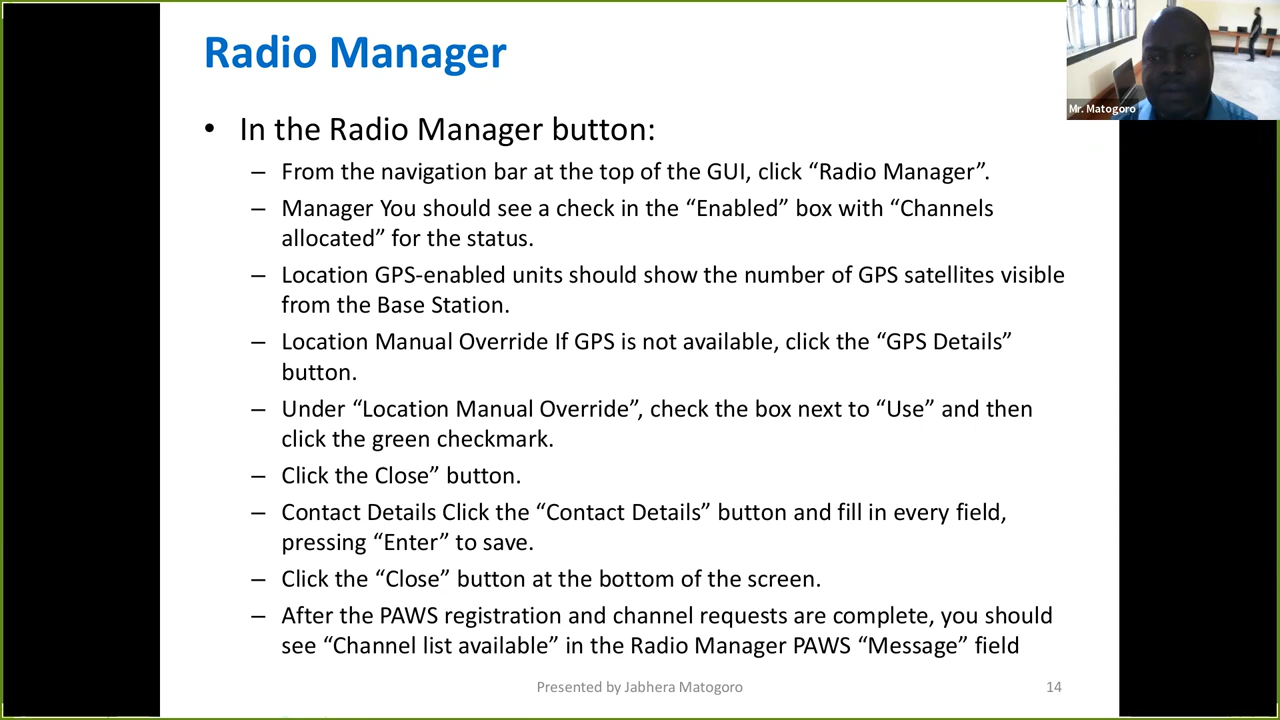 Radio Manager
Mr. Matogoro
• In the Radio Manager button:
– From the navigation bar at the top of the GUI, click “Radio Manager”.
– Manager You should see a check in the “Enabled” box with “Channels
allocated” for the status.
– Location GPS-enabled units should show the number of GPS satellites visible
from the Base Station.
– Location Manual Override If GPS is not available, click the “GPS Details”
button.
– Under “Location Manual Override”, check the box next to “Use” and then
click the green checkmark.
– Click the Close” button.
– Contact Details Click the “Contact Details” button and fill in every field,
pressing “Enter” to save.
– Click the “Close” button at the bottom of the screen.
– After the PAWS registration and channel requests are complete, you should
see “Channel list available” in the Radio Manager PAWS “Message” field
Presented by Jabhera Matogoro
14